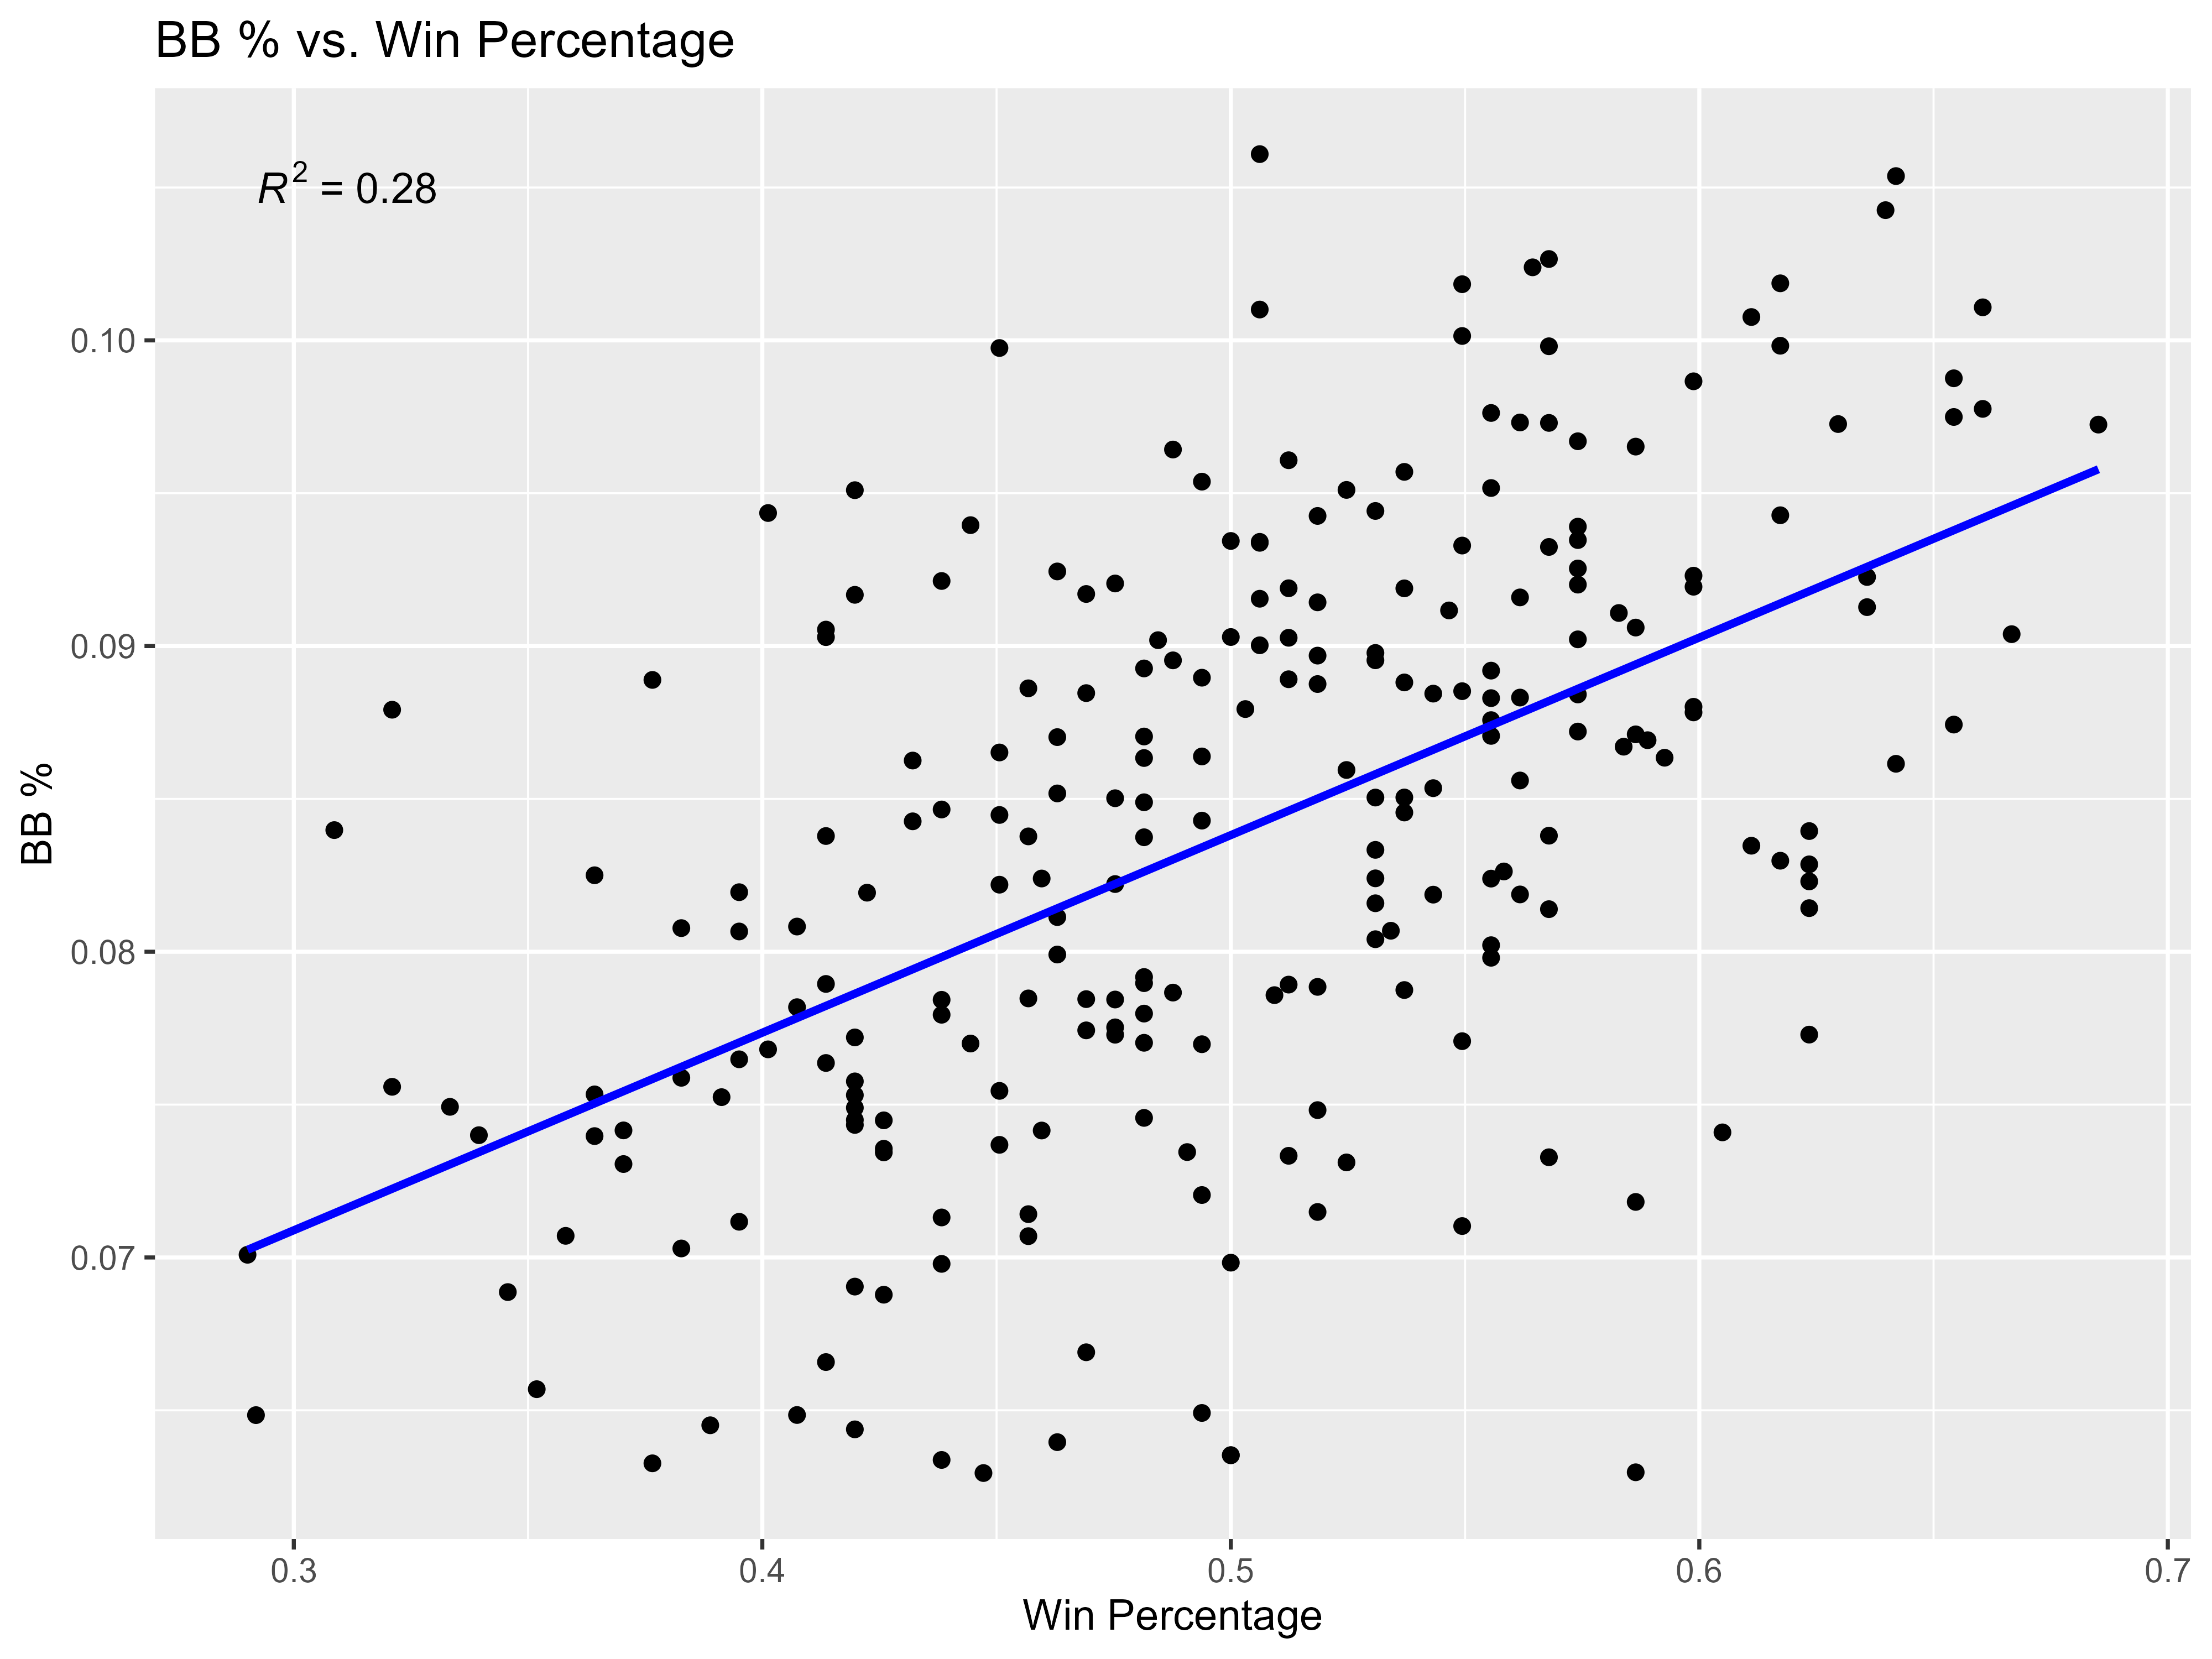 BB % vs. Win Percentage
R² = 0.28
0.10
0.09
0.08
0.07
BB %
0.3
0.4
0.5
0.6
0.7
Win Percentage